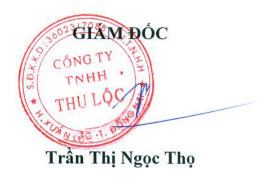 GIÁM ĐỐC
CÔNG TY
TNHH
THU LỘC
Trần Thị Ngọc Thọ